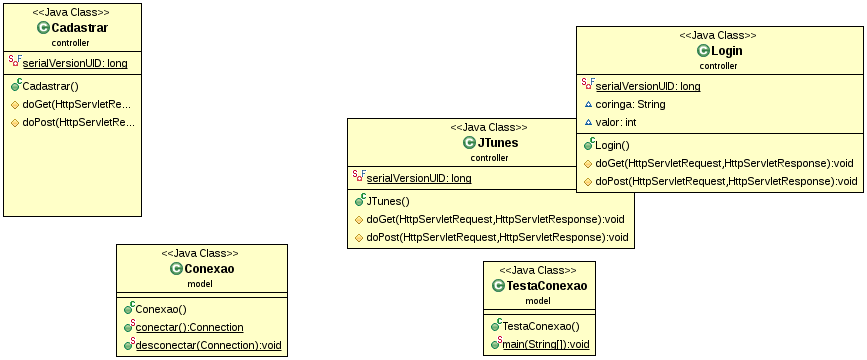 <<Java Class>>
Cadastrar
controller
serialVersionUID: long
Cadastrar()
doGet(HttpServletRe...
doPost(HttpServletRe...
<<Java Class>>
Login
controller
serialVersionUID: long
coringa: String
valor: int
Login()
doGet(HttpServletRequest,HttpServletResponse):void
doPost(HttpServletRequest,HttpServletResponse):void
<<Java Class>>
JTunes
controller
serialVersionUID: long
JTunes()
doGet(HttpServletRequest,HttpServletResponse):void
doPost(HttpServletRequest,HttpServletResponse):void
<<Java Class>>
Conexao
model
Conexao()
conectar():Connection
desconectar(Connection):void
<<Java Class>>
TestaConexao
model
TestaConexao()
main(String[]):void